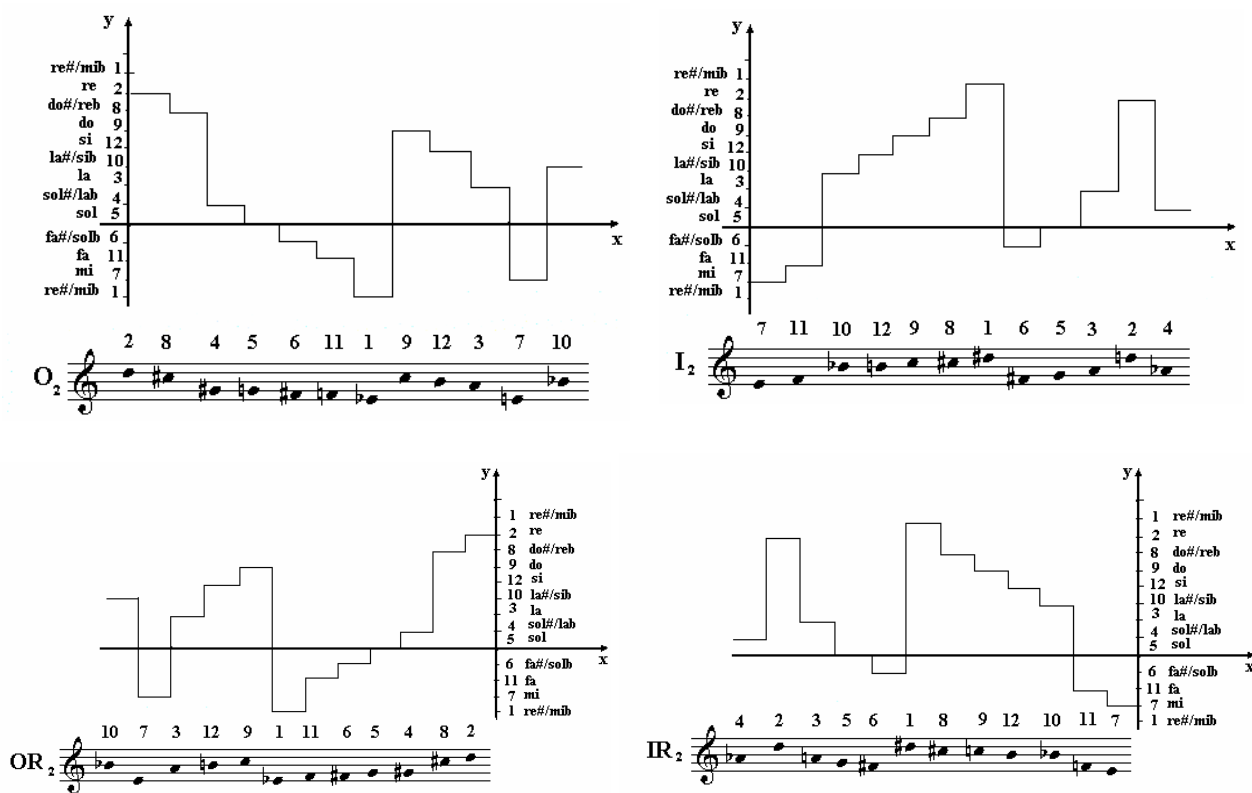 y
re#/mib 1
re 2
do#/reb 8
do 9
si 12
la#/sib 10
la 3
sol#/lab 4
sol 5
x
fa#/solb 6
fa 11
mi 7
re#/mib 1
2 8 4 5 6 11 1 9 12 3 7 10
O2
y
re#/mib 1
re 2
do#/reb 8
do 9
si 12
la#/sib 10
la 3
sol#/lab 4
sol 5
x
fa#/solb 6
fa 11
mi 7
re#/mib 1
7 11 10 12 9 8 1 6 5 3 2 4
I2
y
1 re#/mib
2 re
8 do#/reb
9 do
12 si
10 la#/sib
3 la
4 sol#/lab
5 sol
x
6 fa#/solb
11 fa
7 mi
1 re#/mib
10 7 3 12 9 1 11 6 5 4 8 2
OR2
y
1 re#/mib
2 re
8 do#/reb
9 do
12 si
10 la#/sib
3 la
4 sol#/lab
5 sol
x
6 fa#/solb
11 fa
7 mi
1 re#/mib
4 2 3 5 6 1 8 9 12 10 11 7
IR2